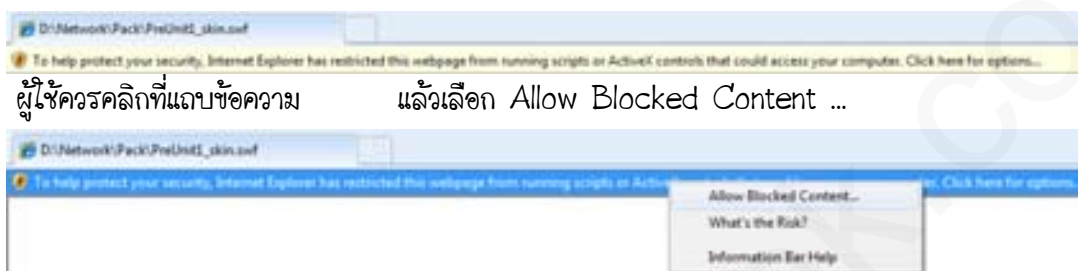 D:\Network\Pack\PreUnit1_skin.swf
To help protect your security, Internet Explorer has restricted this webpage from running scripts or ActiveX controls that could access your computer. Click here for options...
ผู้ใช้ควรคลิกที่แถบข้อความ แล้วเลือก Allow Blocked Content ...
D:\Network\Pack\PreUnit1_skin.swf
To help protect your security, Internet Explorer has restricted this webpage from running scripts or Click here for options...
Allow Blocked Content...
What's the Risk?
Information Bar Help